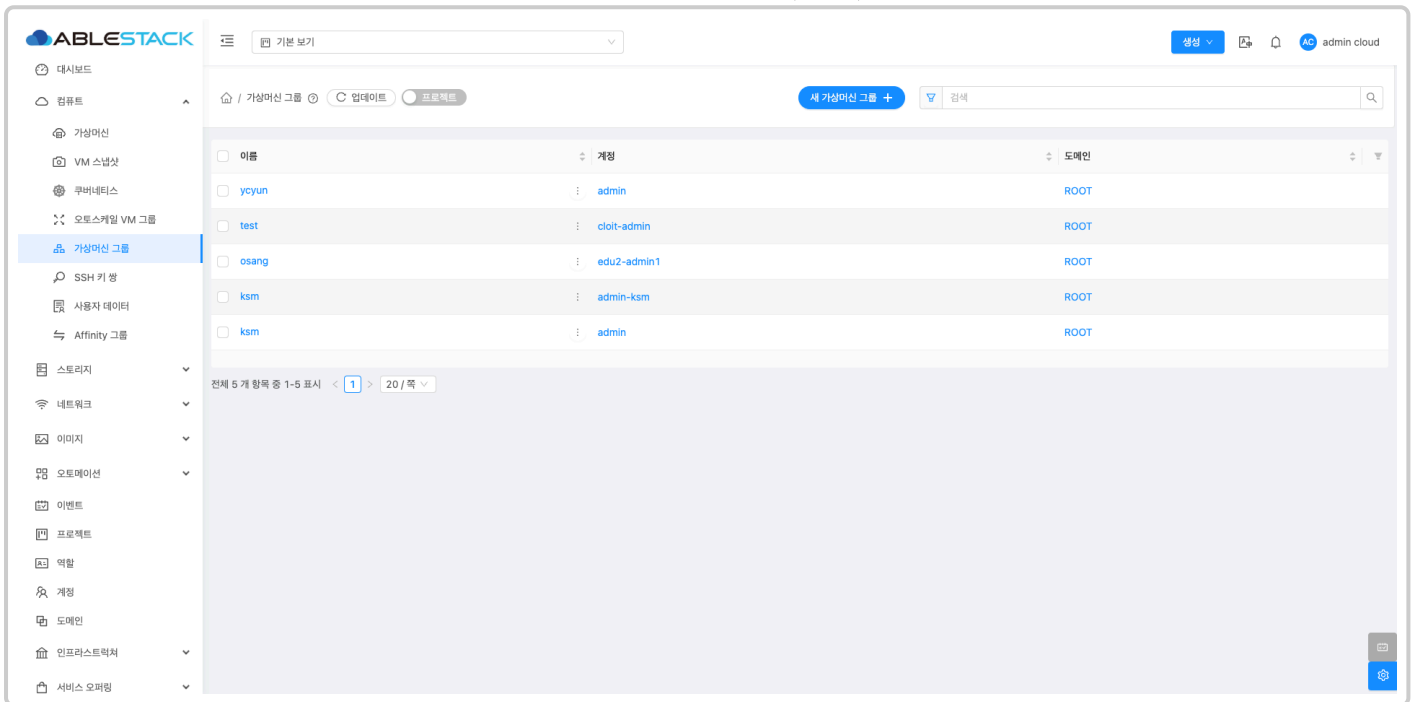 ABLESTACK
기본 보기
생성
AC admin cloud
대시보드
컴퓨트
가상머신
VM 스냅샷
쿠버네티스
오토스케일 VM 그룹
가상머신 그룹
SSH 키 쌍
사용자 데이터
Affinity 그룹
스토리지
네트워크
이미지
오토메이션
이벤트
프로젝트
역할
계정
도메인
인프라스트럭쳐
서비스 오퍼링
/ 가상머신 그룹 업데이트 프로젝트
새 가상머신 그룹 +
검색
이름 계정 도메인
ycyun admin ROOT
test cloit-admin ROOT
osang edu2-admin1 ROOT
ksm admin-ksm ROOT
ksm admin ROOT
전체 5 개 항목 중 1-5 표시 < 1 > 20 / 쪽